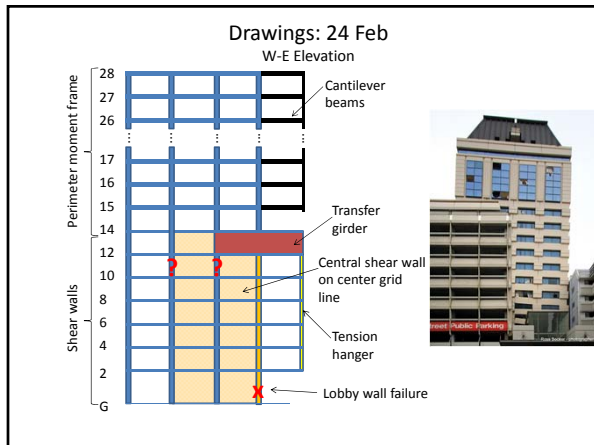 Drawings: 24 Feb
W-E Elevation
28
27
26
17
16
15
14
12
10
8
6
4
2
G
Perimeter moment frame
Shear walls
?
?
X
Cantilever
beams
Transfer
girder
Central shear wall
on center grid
line
Tension
hanger
Lobby wall failure
treet Public Parking